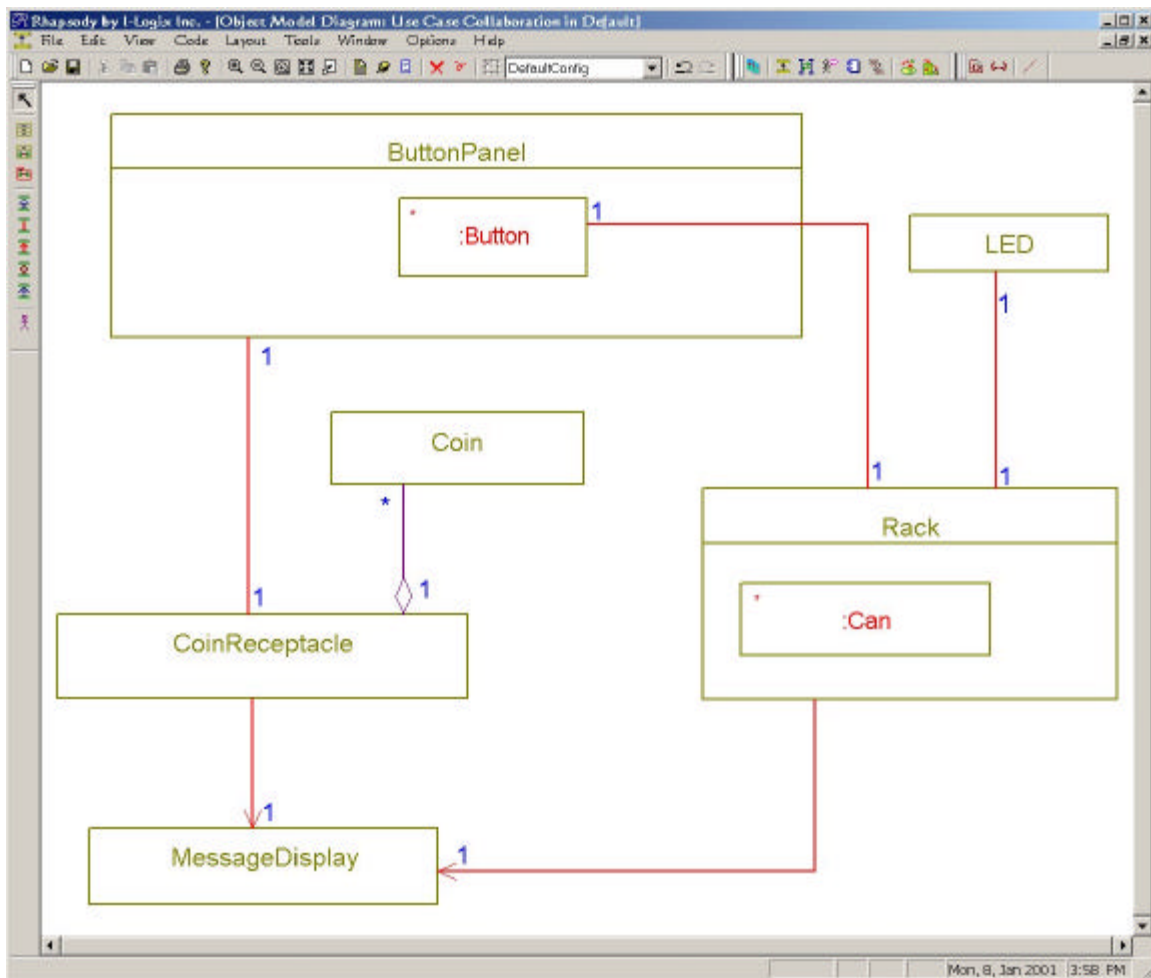 Rhapsody by I-Logix Inc. - [Object Model Diagram: Use Case Collaboration in Default]
File Edit View Code Layout Tools Window Options Help
DefaultConfig
ButtonPanel
* 1
:Button
LED
1
1
Coin
*
1 1
Rack
1 1
* :Can
CoinReceptacle
1
MessageDisplay
1
Mon, 8, Jan 2001 3:58 PM